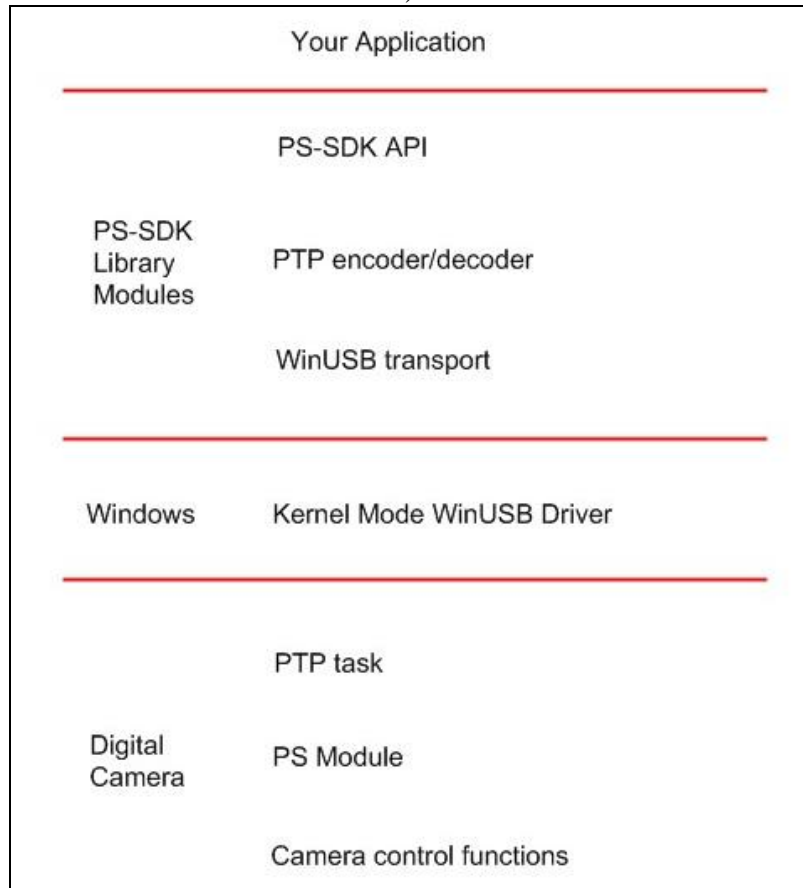 Your Application
PS-SDK API
PS-SDK
Library
Modules
PTP encoder/decoder
WinUSB transport
Windows
Kernel Mode WinUSB Driver
PTP task
Digital
Camera
PS Module
Camera control functions